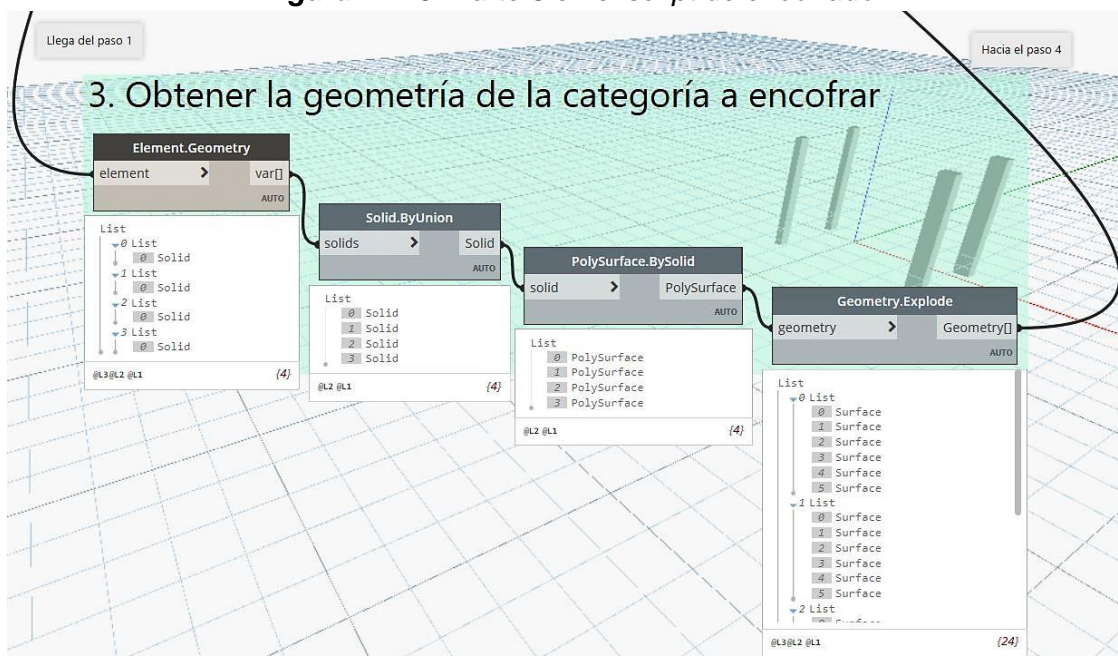 Llega del paso 1
Hacia el paso 4
3. Obtener la geometría de la categoría a encofrar
Element.Geometry
element > var[]
AUTO
List
0 List
0 Solid
1 List
0 Solid
2 List
0 Solid
3 List
0 Solid
@L3@L2 @L1 {4}
Solid.ByUnion
solids > Solid
AUTO
List
0 Solid
1 Solid
2 Solid
3 Solid
@L2 @L1 {4}
PolySurface.BySolid
solid > PolySurface
AUTO
List
0 PolySurface
1 PolySurface
2 PolySurface
3 PolySurface
@L2 @L1 {4}
Geometry.Explode
geometry > Geometry[]
AUTO
List
0 List
0 Surface
1 Surface
2 Surface
3 Surface
4 Surface
5 Surface
1 List
0 Surface
1 Surface
2 Surface
3 Surface
4 Surface
5 Surface
2 List
@L3@L2 @L1 {24}